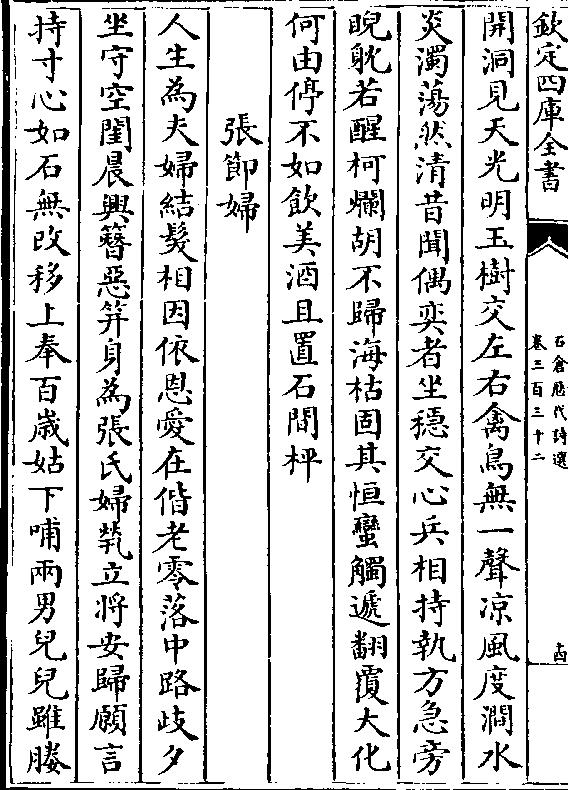 欽定四庫全書
石倉歷代詩選
卷三百三十二
十四
開洞見天光明玉樹交左右禽鳥無一聲凉風度澗水
炎濁蕩然清昔聞偶奕者坐穏交心兵相持執方急旁
睨躭若醒柯爛胡不歸海枯固其恒蠻觸遞翻覆大化
何由停不如飲美酒且置石間枰
張節婦
人生為夫婦結髮相因依恩愛在偕老零落中路歧夕
坐守空閨晨興簪惡笄身為張氏婦煢立將安歸願言
持寸心如石無改移上奉百歲姑下哺兩男兒兒雖